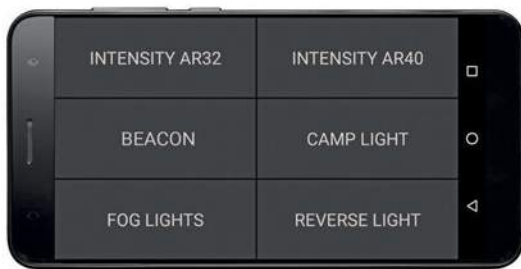 INTENSITY AR32
INTENSITY AR40
BEACON
CAMP LIGHT
FOG LIGHTS
REVERSE LIGHT